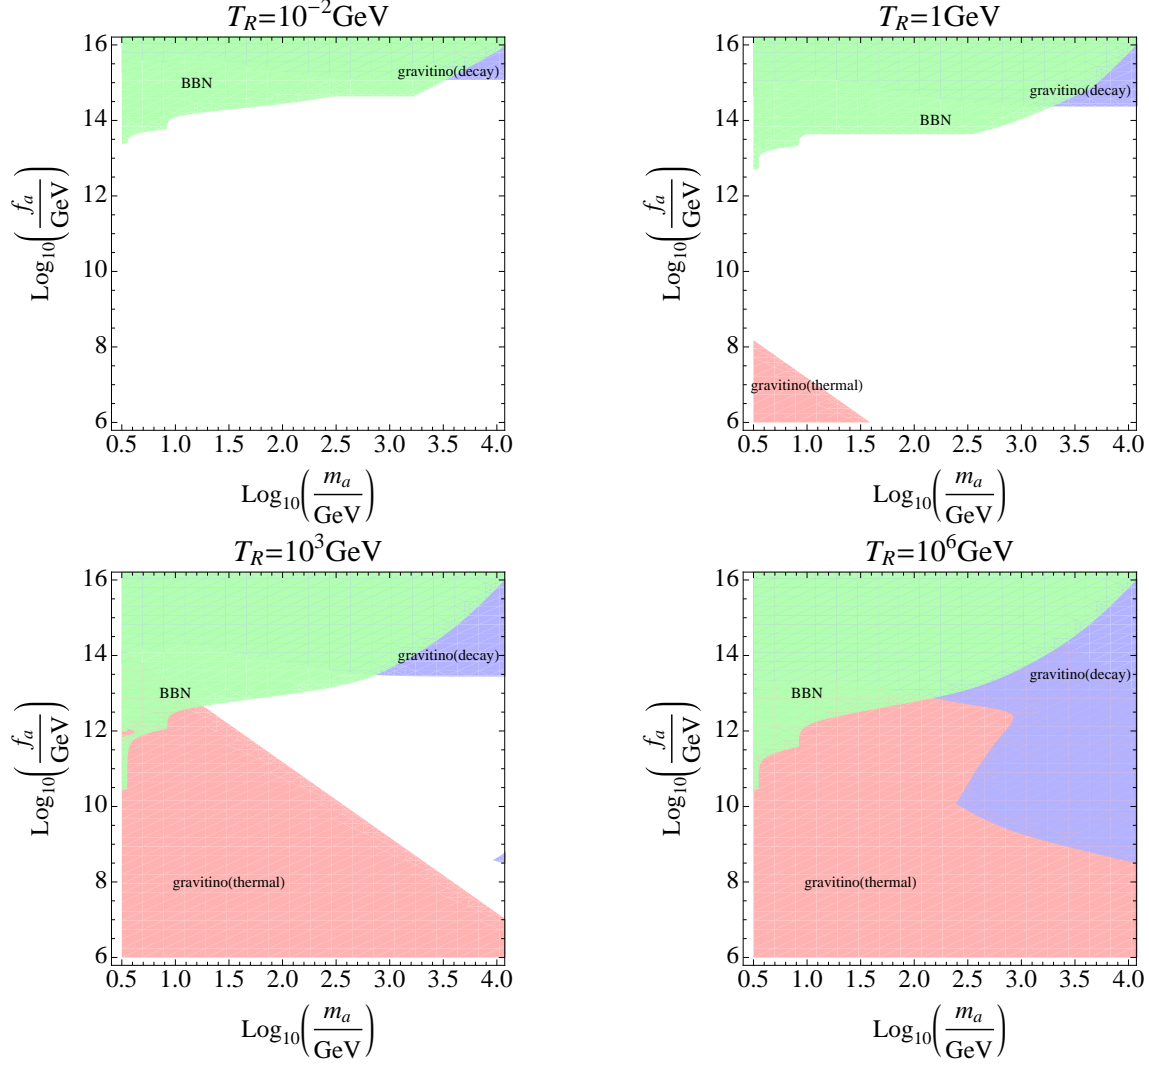 T_R=10^{-2}GeV
16
14
12
10
8
6
Log10(f_a/GeV)
BBN
gravitino(decay)
0.5 1.0 1.5 2.0 2.5 3.0 3.5 4.0
Log10(m_a/GeV)
T_R=1GeV
16
14
12
10
8
6
Log10(f_a/GeV)
gravitino(decay)
BBN
gravitino(thermal)
0.5 1.0 1.5 2.0 2.5 3.0 3.5 4.0
Log10(m_a/GeV)
T_R=10^3GeV
16
14
12
10
8
6
Log10(f_a/GeV)
gravitino(decay)
BBN
gravitino(thermal)
0.5 1.0 1.5 2.0 2.5 3.0 3.5 4.0
Log10(m_a/GeV)
T_R=10^6GeV
16
14
12
10
8
6
Log10(f_a/GeV)
gravitino(decay)
BBN
gravitino(thermal)
0.5 1.0 1.5 2.0 2.5 3.0 3.5 4.0
Log10(m_a/GeV)